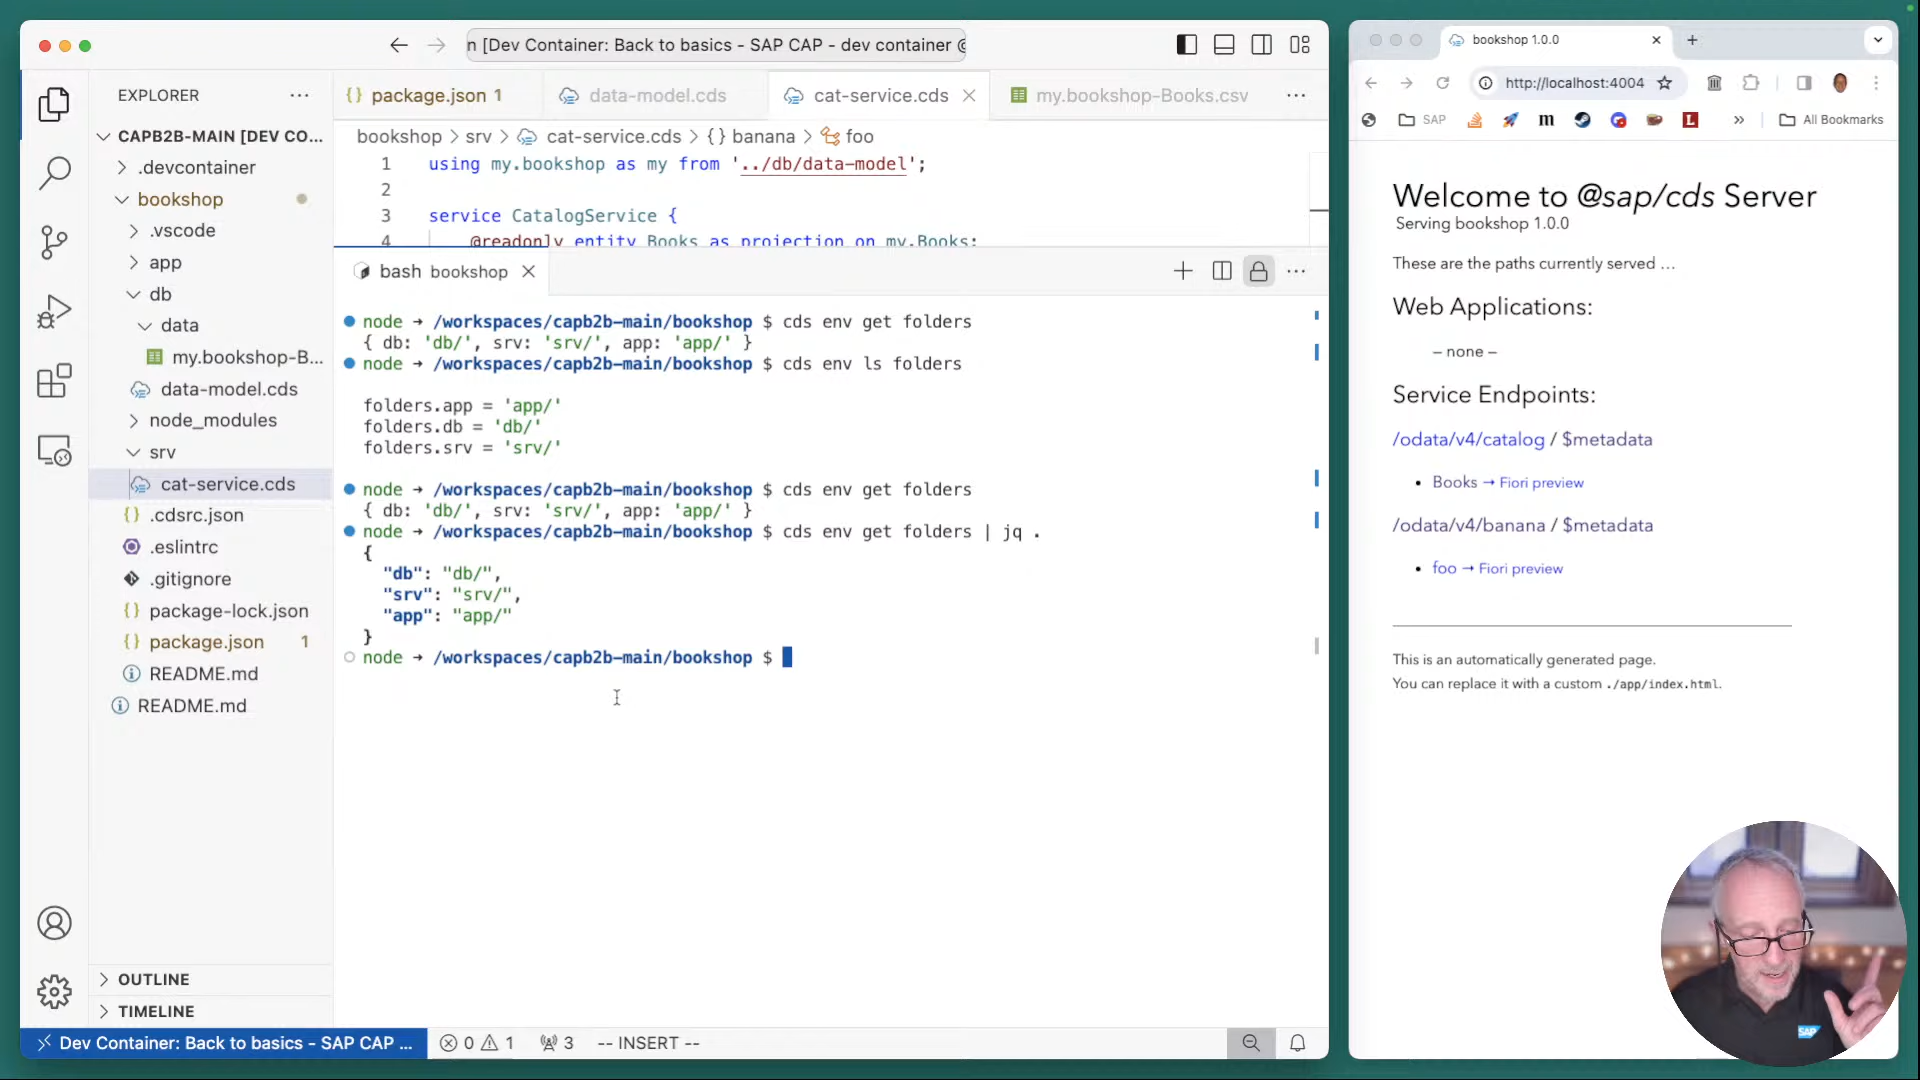 n [Dev Container: Back to basics - SAP CAP - dev container @
EXPLORER
CAPB2B-MAIN [DEV CO...
.devcontainer
bookshop
.vscode
app
db
data
my.bookshop-B...
data-model.cds
node_modules
srv
cat-service.cds
.cdsrc.json
.eslintrc
.gitignore
package-lock.json
package.json 1
README.md
README.md
OUTLINE
TIMELINE
package.json 1
data-model.cds
cat-service.cds
my.bookshop-Books.csv
bookshop > srv > cat-service.cds > {} banana > foo
1 using my.bookshop as my from '../db/data-model';
2
3 service CatalogService {
4 @readonly entity Books as projection on my.Books;
bash bookshop
node → /workspaces/capb2b-main/bookshop $ cds env get folders
{ db: 'db/', srv: 'srv/', app: 'app/' }
node → /workspaces/capb2b-main/bookshop $ cds env ls folders
folders.app = 'app/'
folders.db = 'db/'
folders.srv = 'srv/'
node → /workspaces/capb2b-main/bookshop $ cds env get folders
{ db: 'db/', srv: 'srv/', app: 'app/' }
node → /workspaces/capb2b-main/bookshop $ cds env get folders | jq .
{
"db": "db/",
"srv": "srv/",
"app": "app/"
}
node → /workspaces/capb2b-main/bookshop $
Dev Container: Back to basics - SAP CAP ...
0 1
3
-- INSERT --
bookshop 1.0.0
http://localhost:4004
SAP
m
L
» All Bookmarks
Welcome to @sap/cds Server
Serving bookshop 1.0.0
These are the paths currently served …
Web Applications:
– none –
Service Endpoints:
/odata/v4/catalog / $metadata
• Books → Fiori preview
/odata/v4/banana / $metadata
• foo → Fiori preview
This is an automatically generated page.
You can replace it with a custom ./app/index.html.
SAP